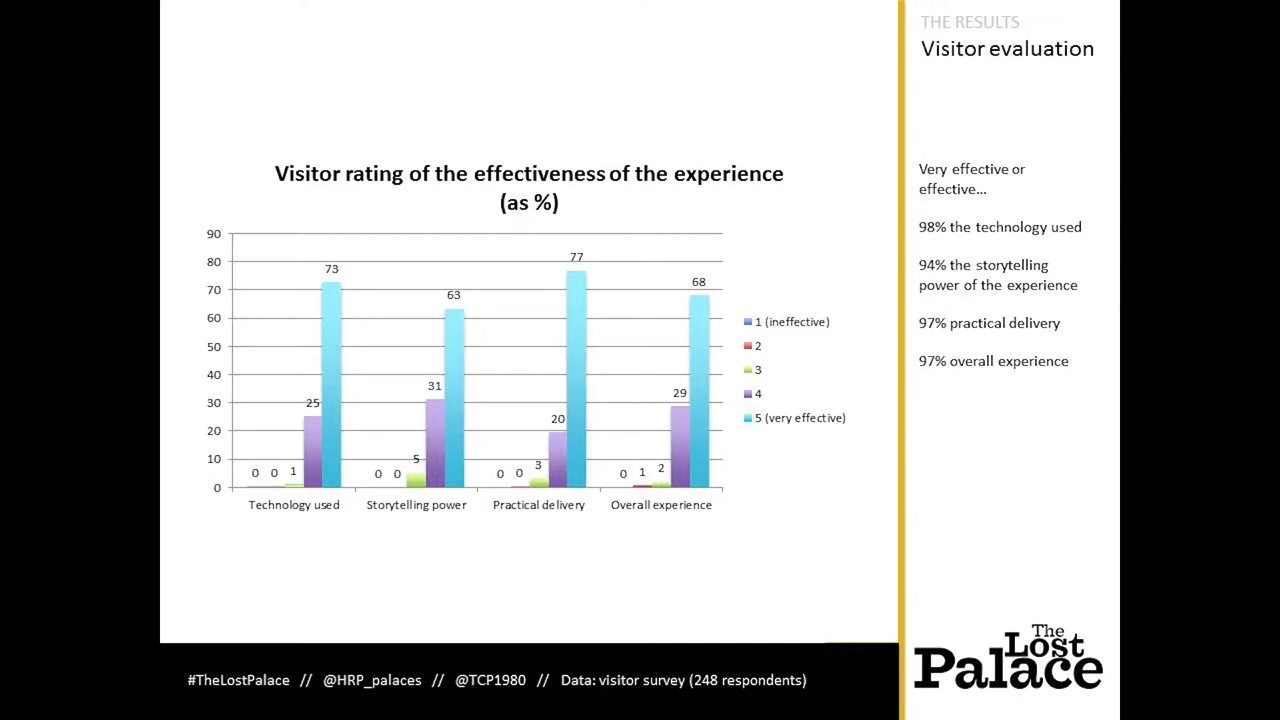 THE RESULTS
Visitor evaluation
Visitor rating of the effectiveness of the experience
(as %)
90
80
70
60
50
40
30
20
10
0
0 0 1 25 73
0 0 5 31 63
0 0 3 20 77
0 1 2 29 68
Technology used
Storytelling power
Practical delivery
Overall experience
1 (ineffective)
2
3
4
5 (very effective)
Very effective or
effective...
98% the technology used
94% the storytelling
power of the experience
97% practical delivery
97% overall experience
#TheLostPalace // @HRP_palaces // @TCP1980 // Data: visitor survey (248 respondents)
The
Lost
Palace